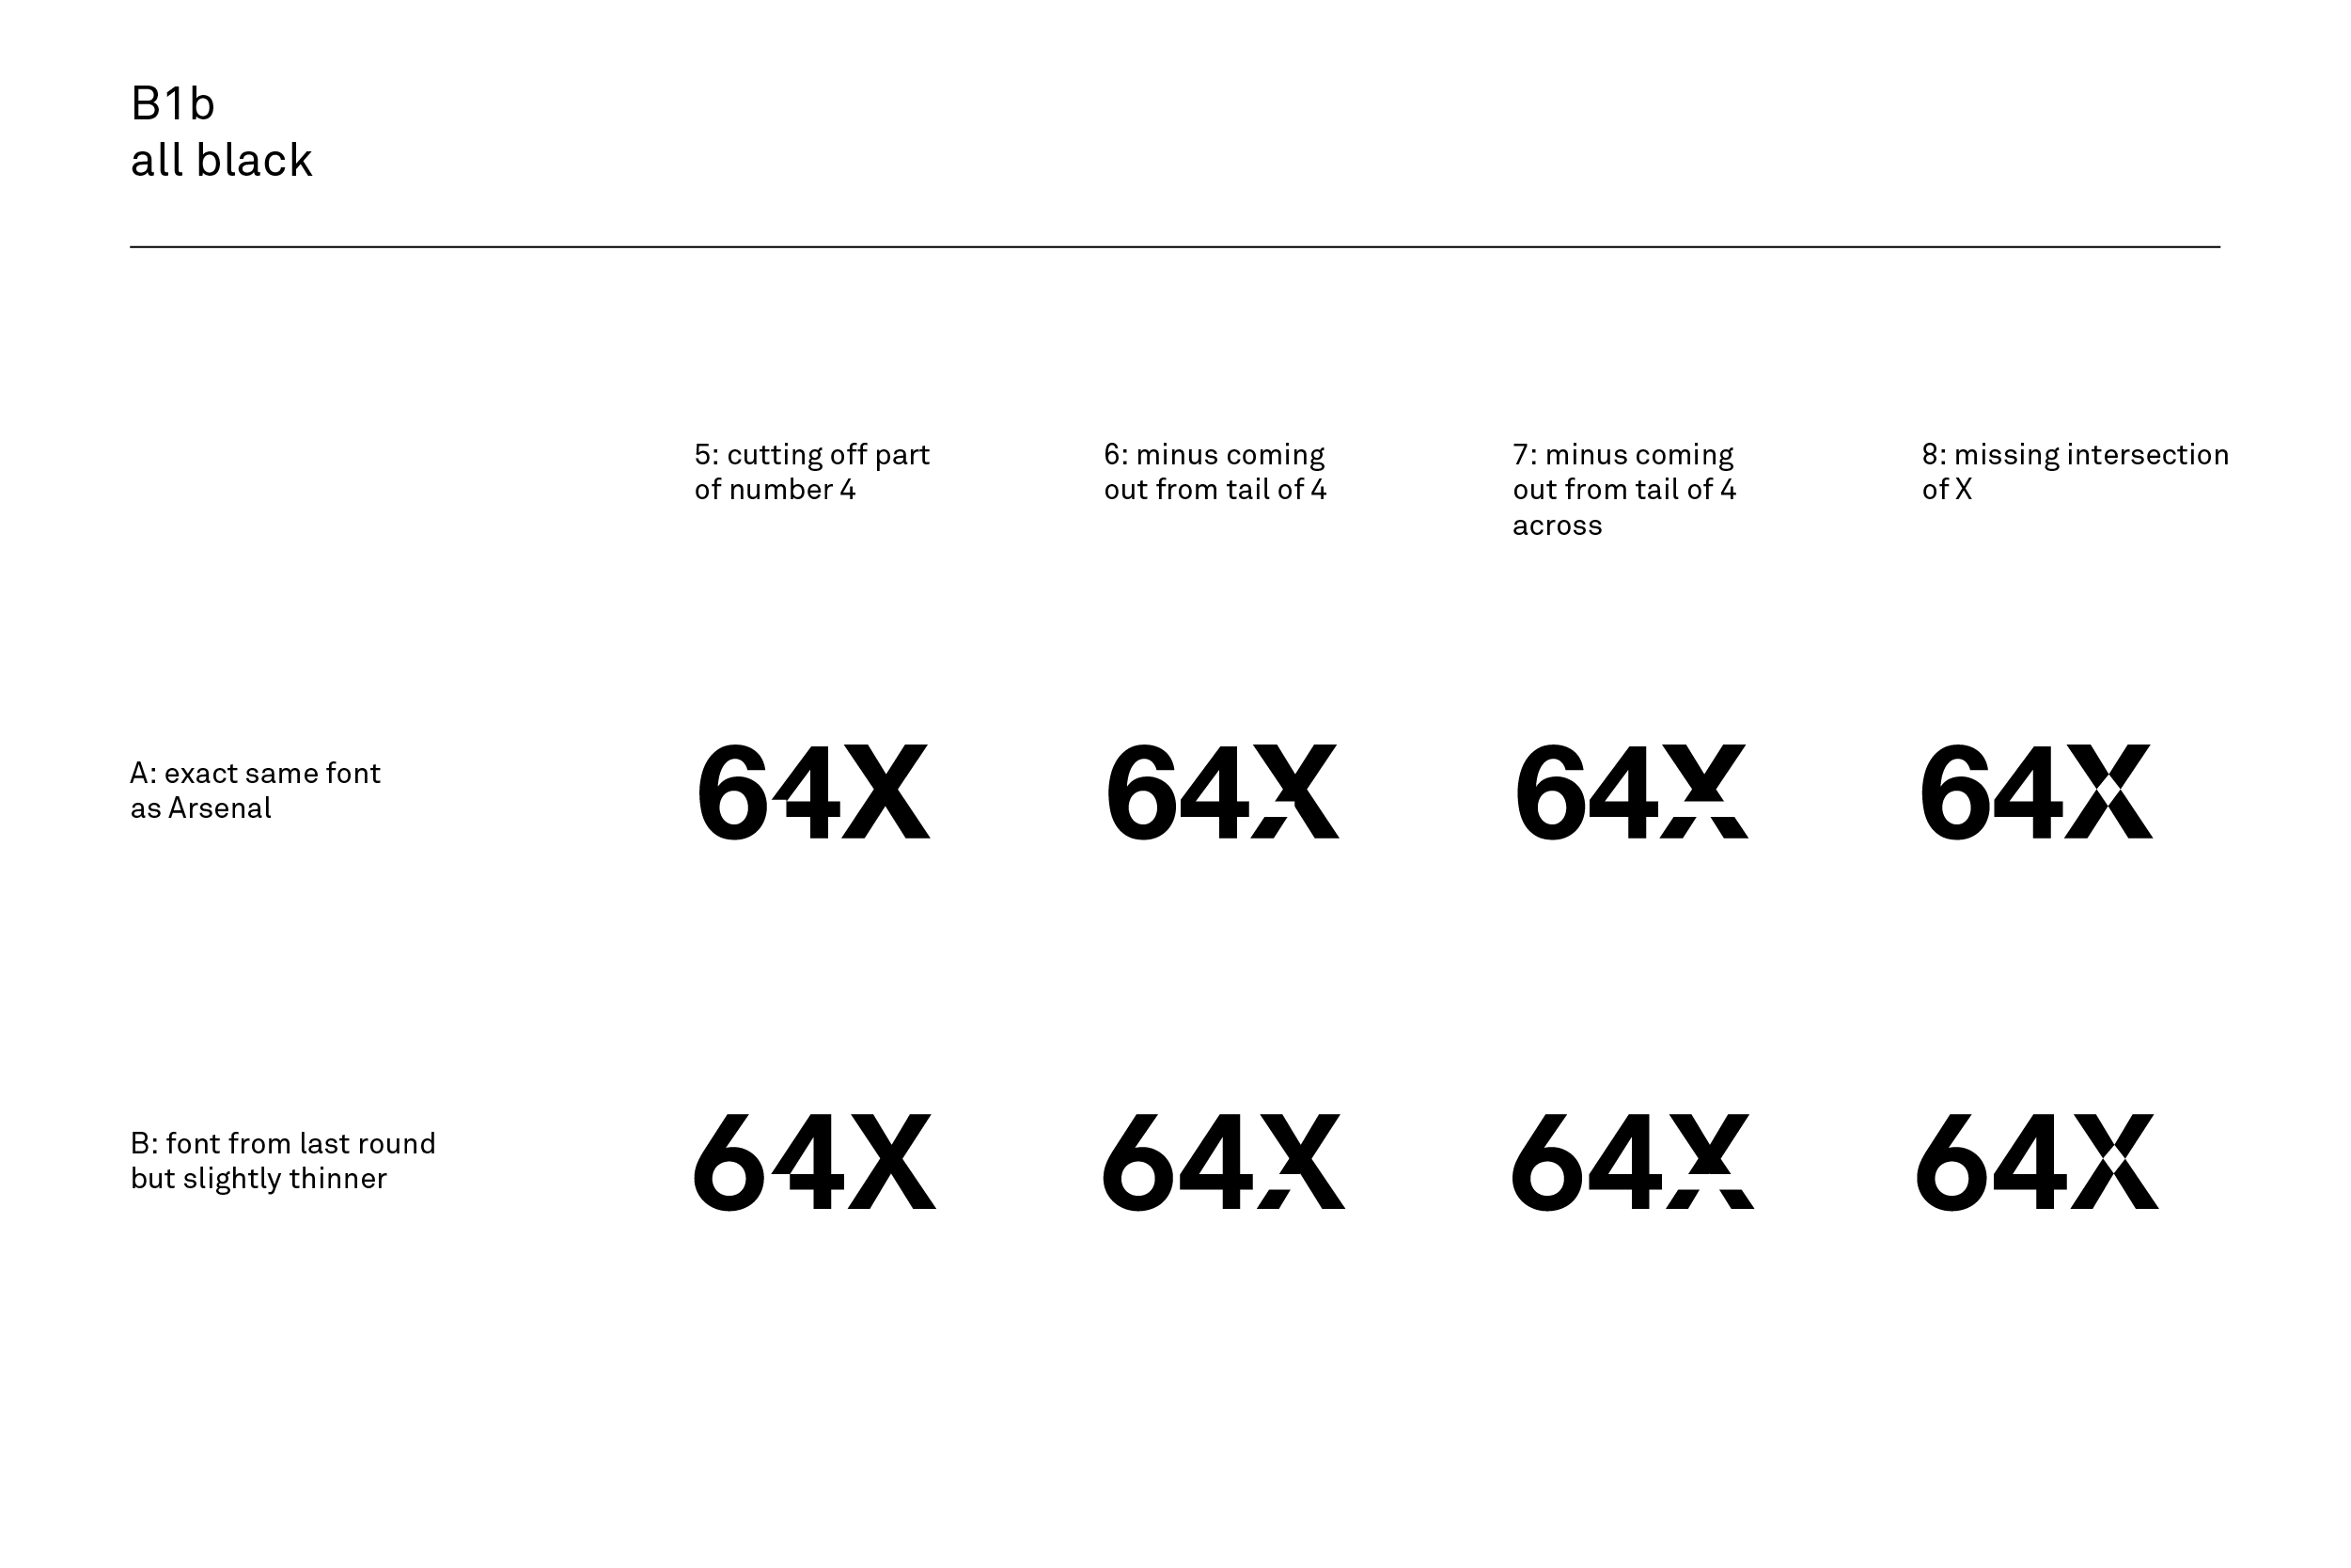 B1b
all black
5: cutting off part
of number 4
6: minus coming
out from tail of 4
7: minus coming
out from tail of 4
across
8: missing intersection
of X
A: exact same font
as Arsenal
64X
64X
64X
64X
B: font from last round
but slightly thinner
64X
64X
64X
64X